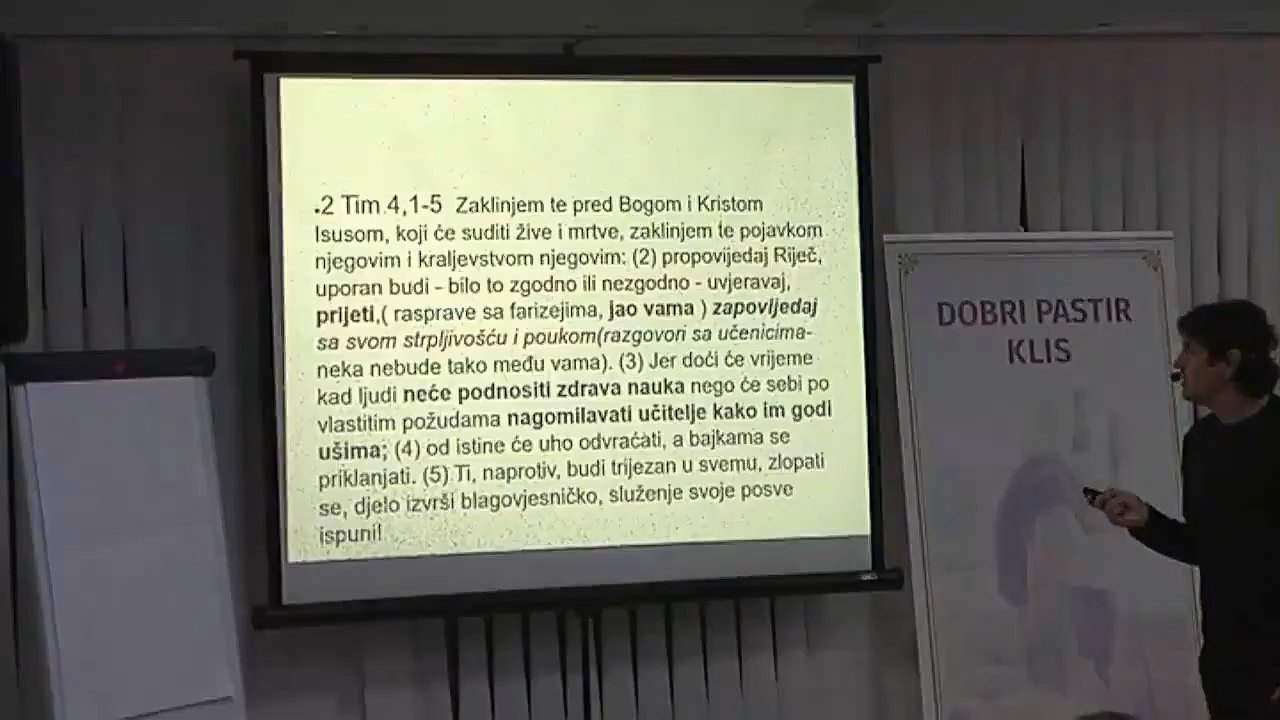 .2 Tim 4,1-5 Zaklinjem te pred Bogom i Kristom
Isusom, koji će suditi žive i mrtve, zaklinjem te pojavkom
njegovim i kraljevstvom njegovim: (2) propovijedaj Riječ,
uporan budi - bilo to zgodno ili nezgodno - uvjeravaj,
prijeti,( rasprave sa farizejima, jao vama ) zapovijedaj
sa svom strpljivošću i poukom(razgovori sa učenicima-
neka nebude tako među vama). (3) Jer doći će vrijeme
kad ljudi neće podnositi zdrava nauka nego će sebi po
vlastitim požudama nagomilavati učitelje kako im godi
ušima; (4) od istine će uho odvraćati, a bajkama se
priklanjati. (5) Ti, naprotiv, budi trijezan u svemu, zlopati
se, djelo izvrši blagovjesničko, služenje svoje posve
ispuni!
DOBRI PASTIR
KLIS